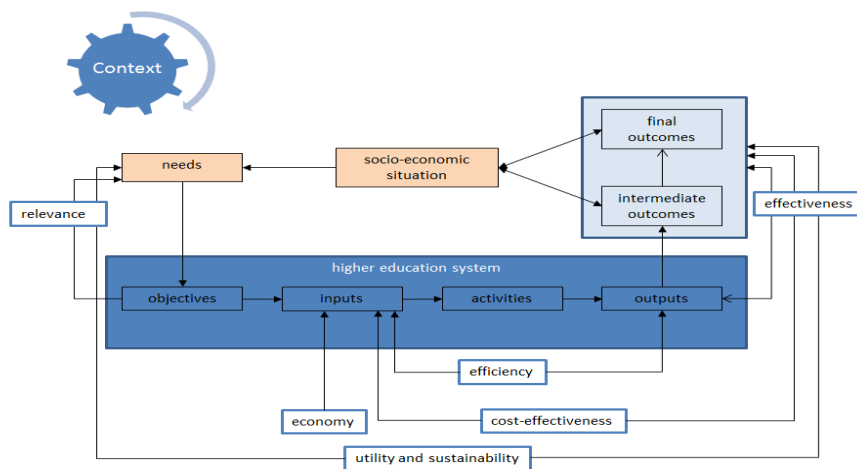 Context
final
outcomes
needs
socio-economic
situation
intermediate
outcomes
relevance
effectiveness
higher education system
objectives
inputs
activities
outputs
efficiency
economy
cost-effectiveness
utility and sustainability